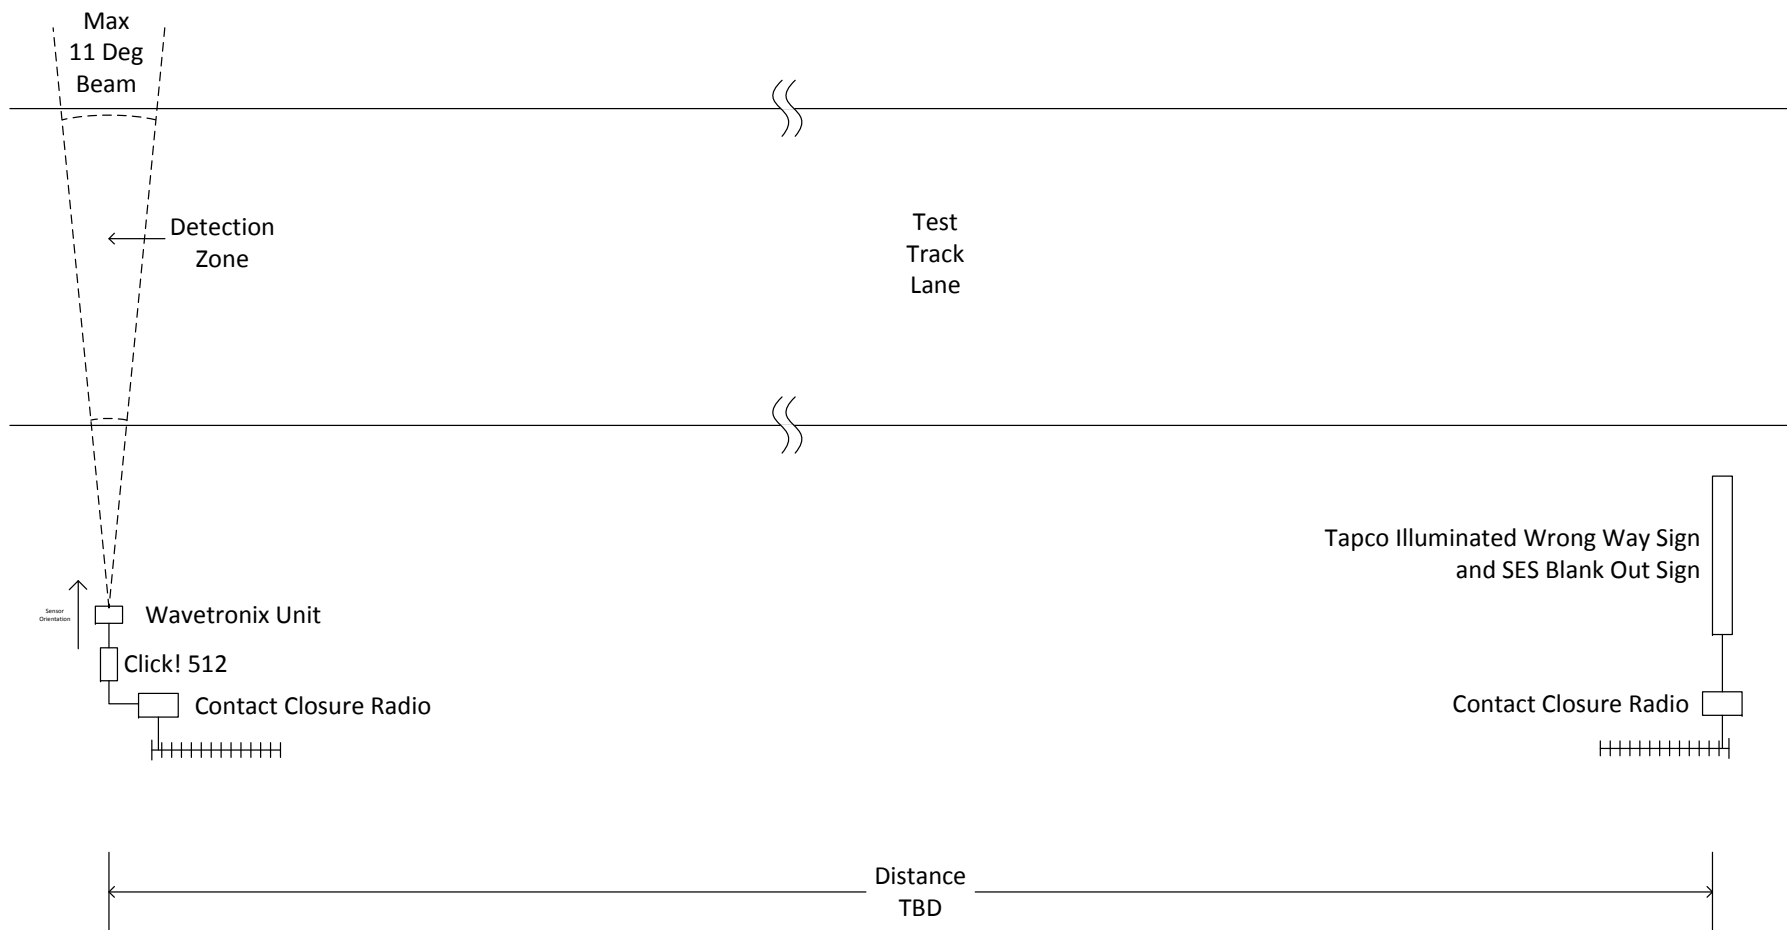 Max
11 Deg
Beam
Detection
Zone
Test
Track
Lane
Tapco Illuminated Wrong Way Sign
and SES Blank Out Sign
Sensor
Orientation
Wavetronix Unit
Click! 512
Contact Closure Radio
Contact Closure Radio
Distance
TBD